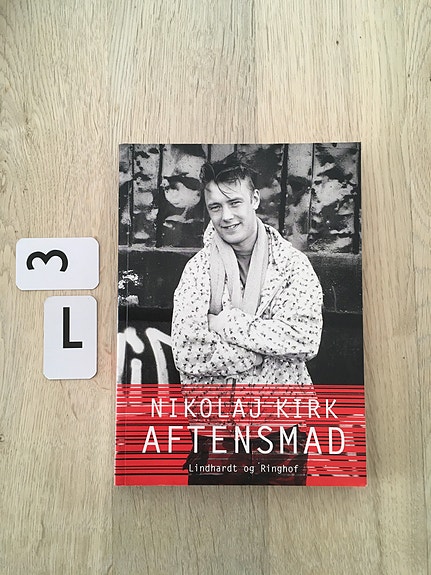 3
L
NIKOLAJ KIRK
AFTENSMAD
Lindhardt og Ringhof